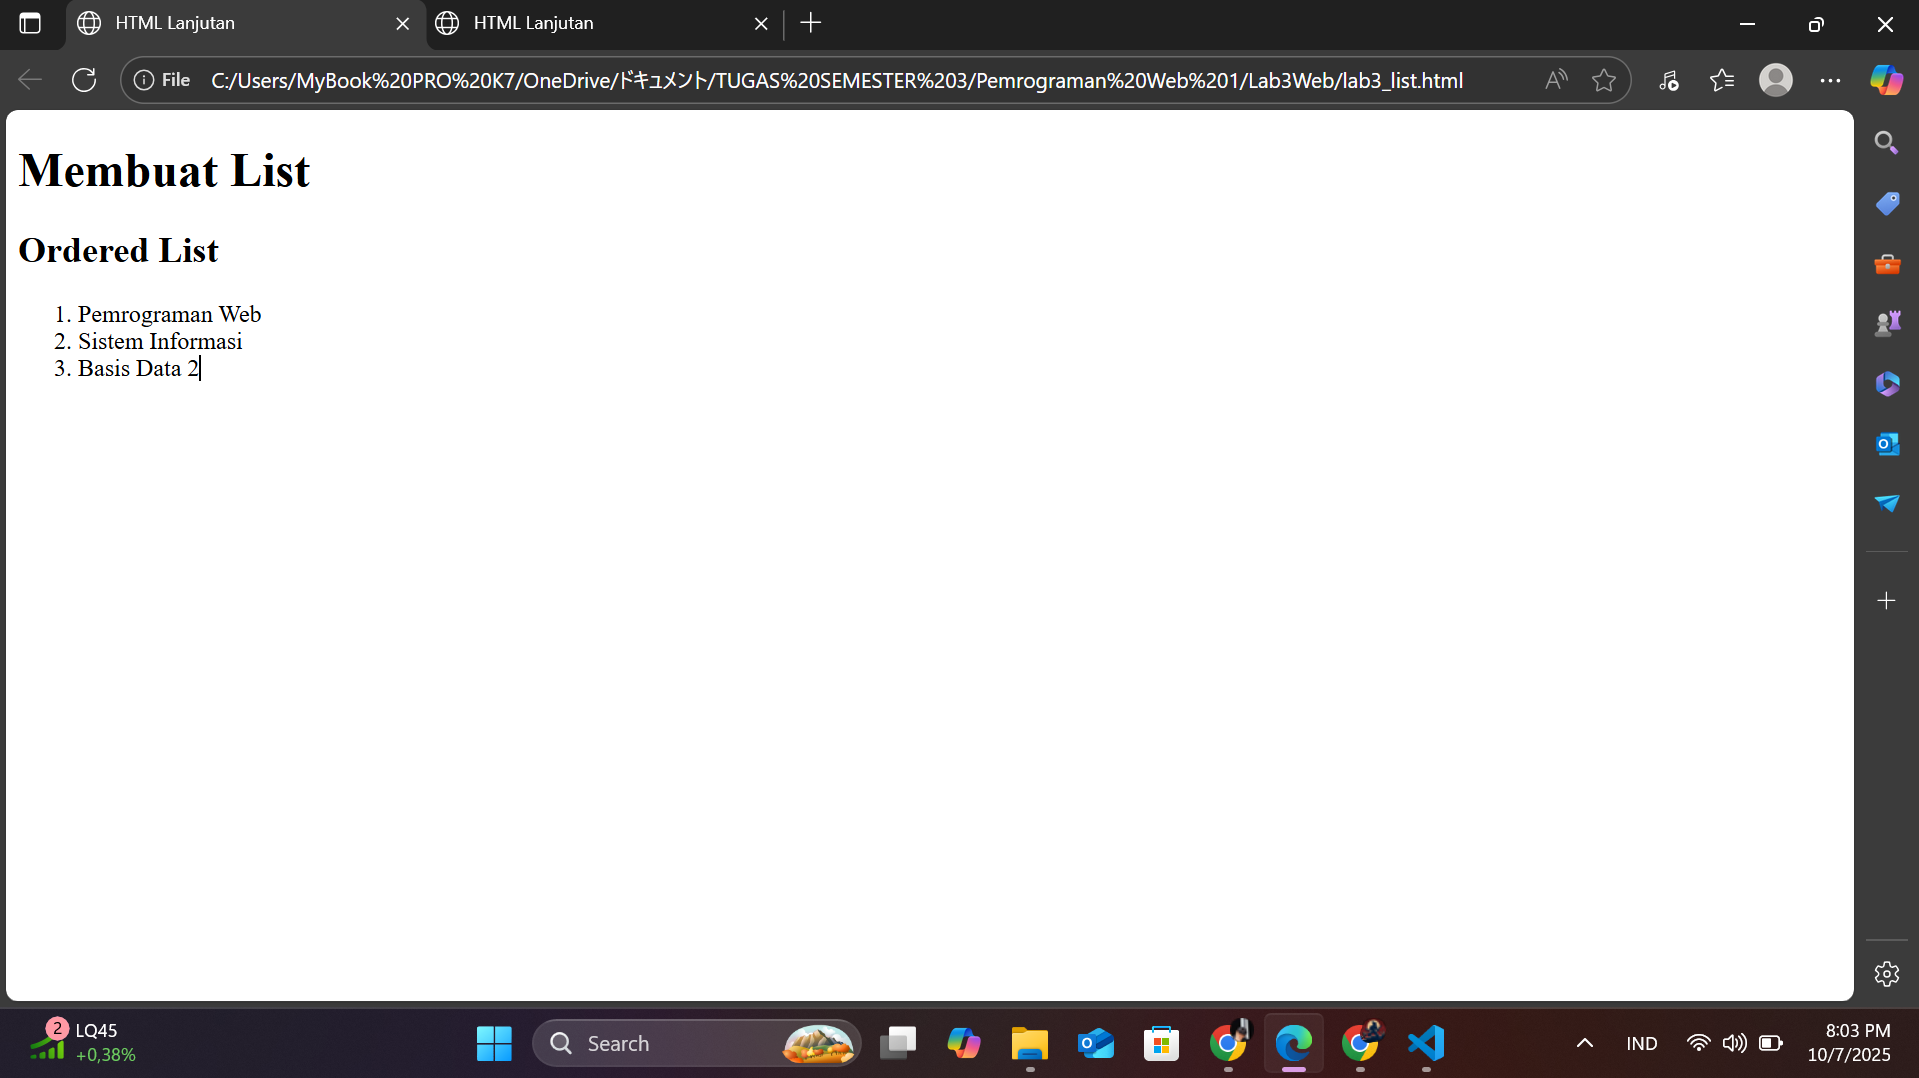 HTML Lanjutan
HTML Lanjutan
File C:/Users/MyBook%20PRO%20K7/OneDrive/ドキュメント/TUGAS%20SEMESTER%203/Pemrograman%20Web%201/Lab3Web/lab3_list.html
Membuat List
Ordered List
1. Pemrograman Web
2. Sistem Informasi
3. Basis Data 2
2
LQ45
+0,38%
Search
IND
8:03 PM
10/7/2025